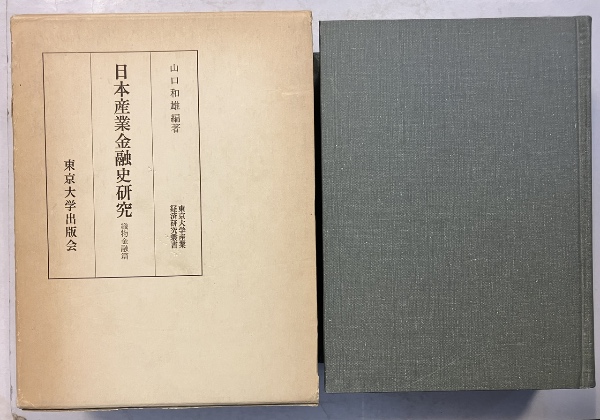 山口和雄編著
東京大学産業
経済研究叢書
日本産業金融史研究
織物金融篇
東京大学出版会